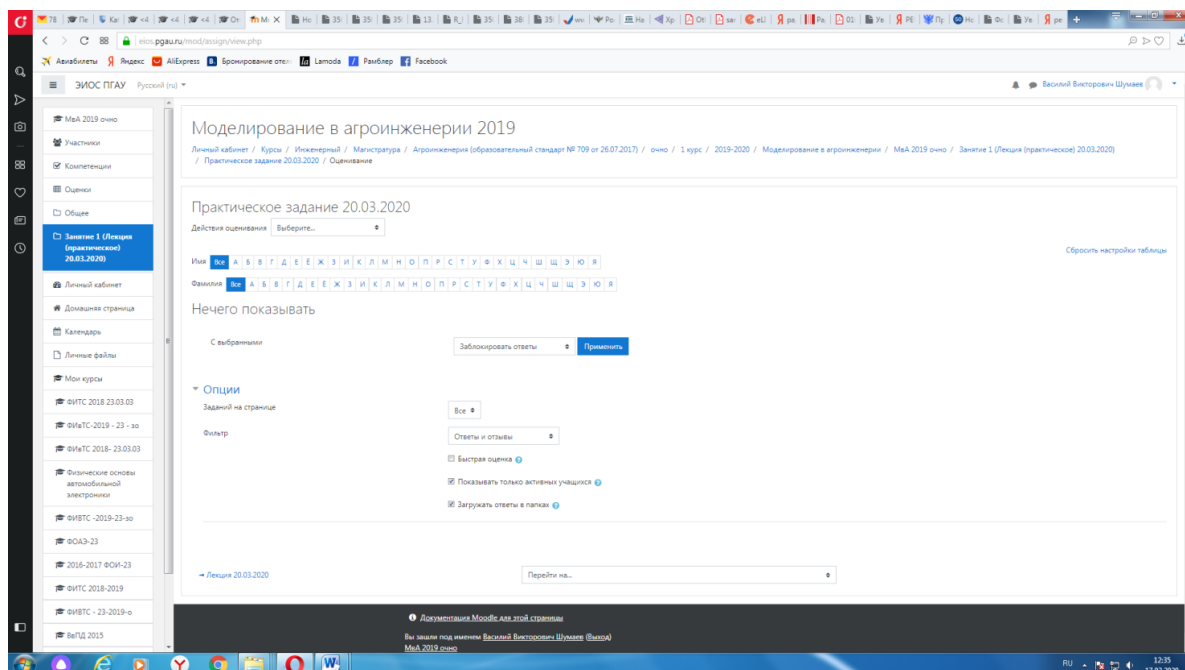 eios.pgau.ru/mod/assign/view.php
Авиабилеты Яндекс AliExpress Бронирование отел Lamoda Рамблер Facebook
ЭИОС ПГАУ Русский (ru)
Василий Викторович Шумаев
МвА 2019 очно
Участники
Компетенции
Оценки
Общее
Занятие 1 (Лекция
(практическое)
20.03.2020)
Личный кабинет
Домашняя страница
Календарь
Личные файлы
Мои курсы
ФИТС 2018 23.03.03
ФИвТС-2019 - 23 - зо
ФИвТС 2018- 23.03.03
Физические основы
автомобильной
электроники
ФИВТС -2019-23-зо
ФОАЭ-23
2016-2017 ФОИ-23
ФИТС 2018-2019
ФИВТС - 23-2019-о
ВвПД 2015
Моделирование в агроинженерии 2019
Личный кабинет / Курсы / Инженерный / Магистратура / Агроинженерия (образовательный стандарт № 709 от 26.07.2017) / очно / 1 курс / 2019-2020 / Моделирование в агроинженерии / МвА 2019 очно / Занятие 1 (Лекция (практическое) 20.03.2020)
/ Практическое задание 20.03.2020 / Оценивание
Практическое задание 20.03.2020
Действия оценивания Выберите...
Сбросить настройки таблицы
Имя Все А Б В Г Д Е Ё Ж З И К Л М Н О П Р С Т У Ф Х Ц Ч Ш Щ Э Ю Я
Фамилия Все А Б В Г Д Е Ё Ж З И К Л М Н О П Р С Т У Ф Х Ц Ч Ш Щ Э Ю Я
Нечего показывать
С выбранными Заблокировать ответы Применить
Опции
Заданий на странице Все
Фильтр Ответы и отзывы
Быстрая оценка
Показывать только активных учащихся
Загружать ответы в папках
Лекция 20.03.2020 Перейти на...
Документация Moodle для этой страницы
Вы зашли под именем Василий Викторович Шумаев (Выход)
МвА 2019 очно
RU 12:35